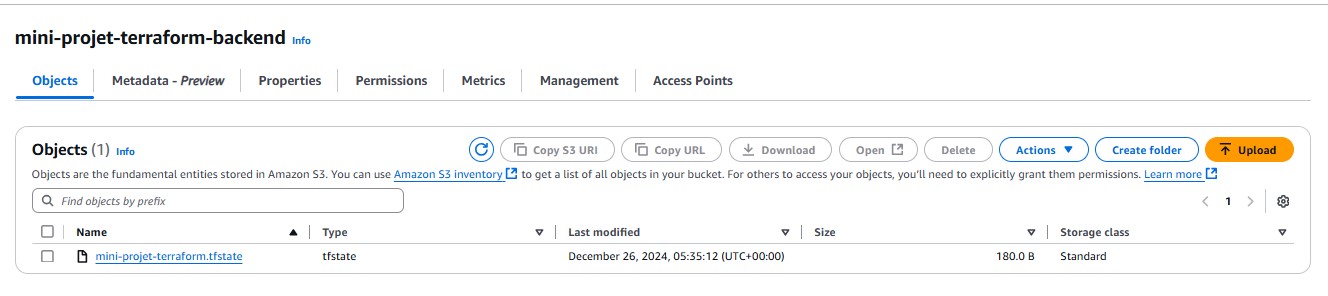 mini-projet-terraform-backend Info
Objects Metadata - Preview Properties Permissions Metrics Management Access Points
Objects (1) Info Copy S3 URI Copy URL Download Open Delete Actions Create folder Upload
Objects are the fundamental entities stored in Amazon S3. You can use Amazon S3 inventory to get a list of all objects in your bucket. For others to access your objects, you'll need to explicitly grant them permissions. Learn more
Find objects by prefix 1
Name Type Last modified Size Storage class
mini-projet-terraform.tfstate tfstate December 26, 2024, 05:35:12 (UTC+00:00) 180.0 B Standard